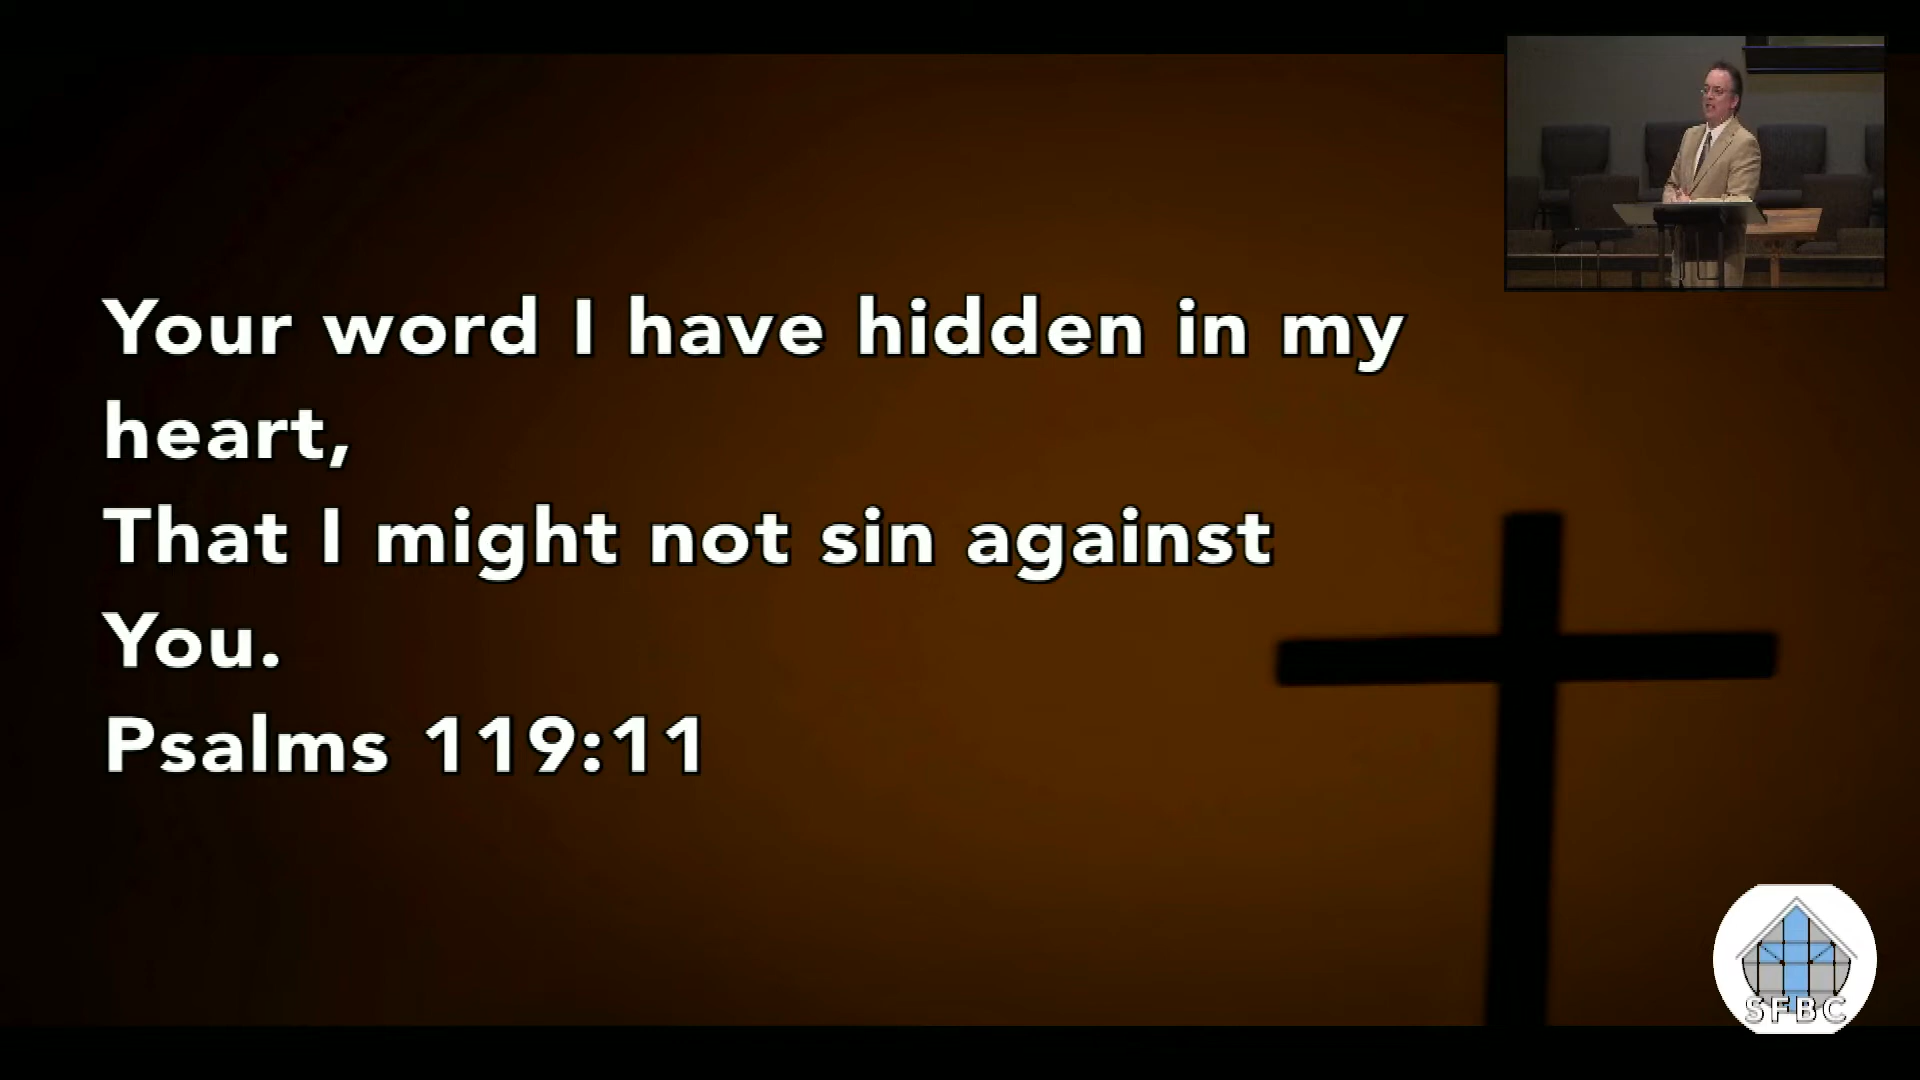 Your word I have hidden in my
heart,
That I might not sin against
You.
Psalms 119:11
SFBC